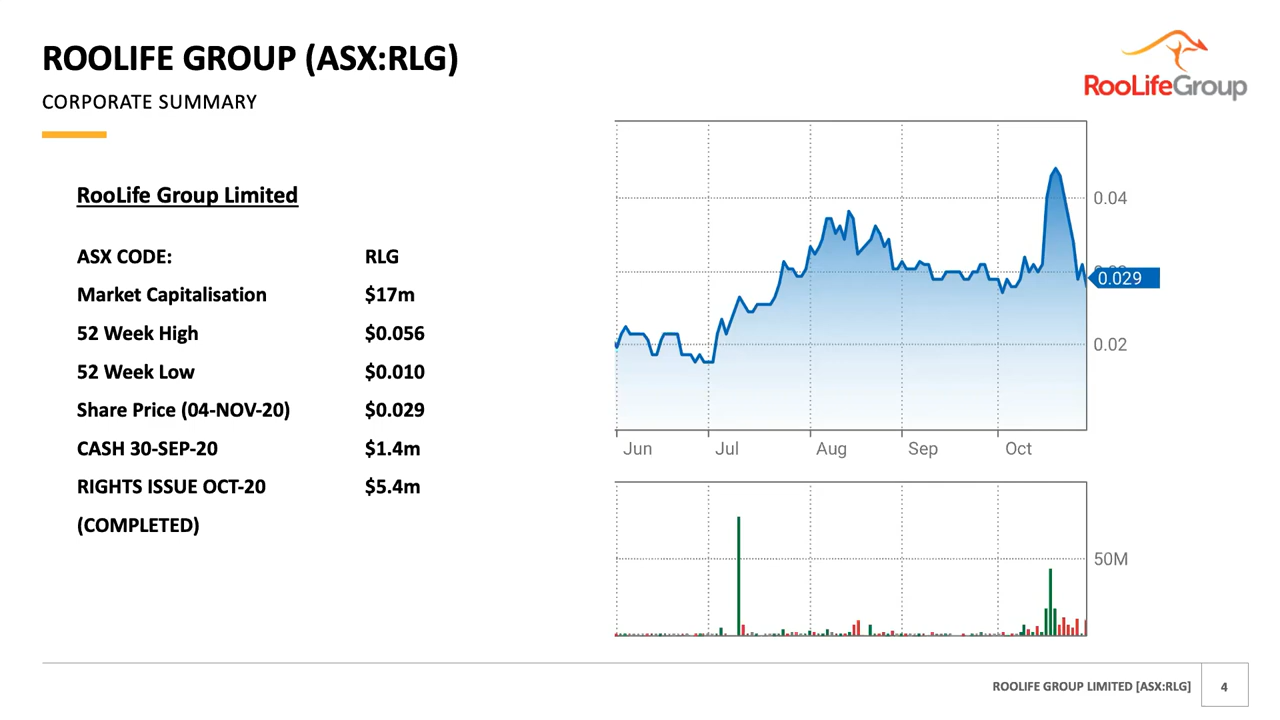 ROOLIFE GROUP (ASX:RLG)
CORPORATE SUMMARY
RooLifeGroup
RooLife Group Limited
ASX CODE: RLG
Market Capitalisation $17m
52 Week High $0.056
52 Week Low $0.010
Share Price (04-NOV-20) $0.029
CASH 30-SEP-20 $1.4m
RIGHTS ISSUE OCT-20 $5.4m
(COMPLETED)
0.04
0.029
0.02
Jun Jul Aug Sep Oct
50M
ROOLIFE GROUP LIMITED [ASX:RLG] 4